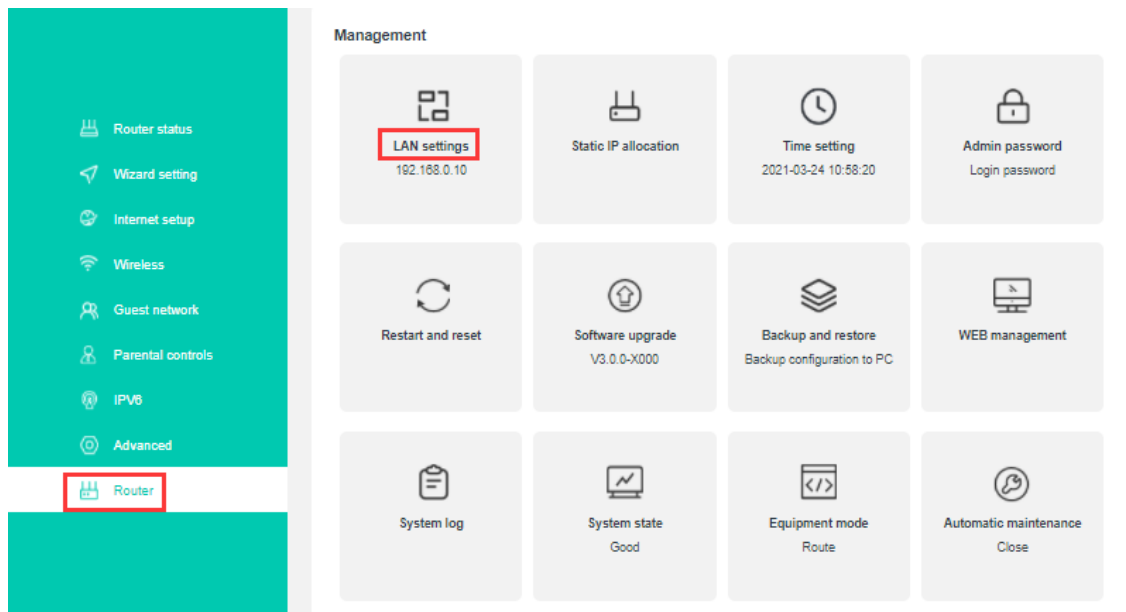 Router status
Wizard setting
Internet setup
Wireless
Guest network
Parental controls
IPV6
Advanced
Router
Management
LAN settings
192.168.0.10
Static IP allocation
Time setting
2021-03-24 10:58:20
Admin password
Login password
Restart and reset
Software upgrade
V3.0.0-X000
Backup and restore
Backup configuration to PC
WEB management
System log
System state
Good
Equipment mode
Route
Automatic maintenance
Close